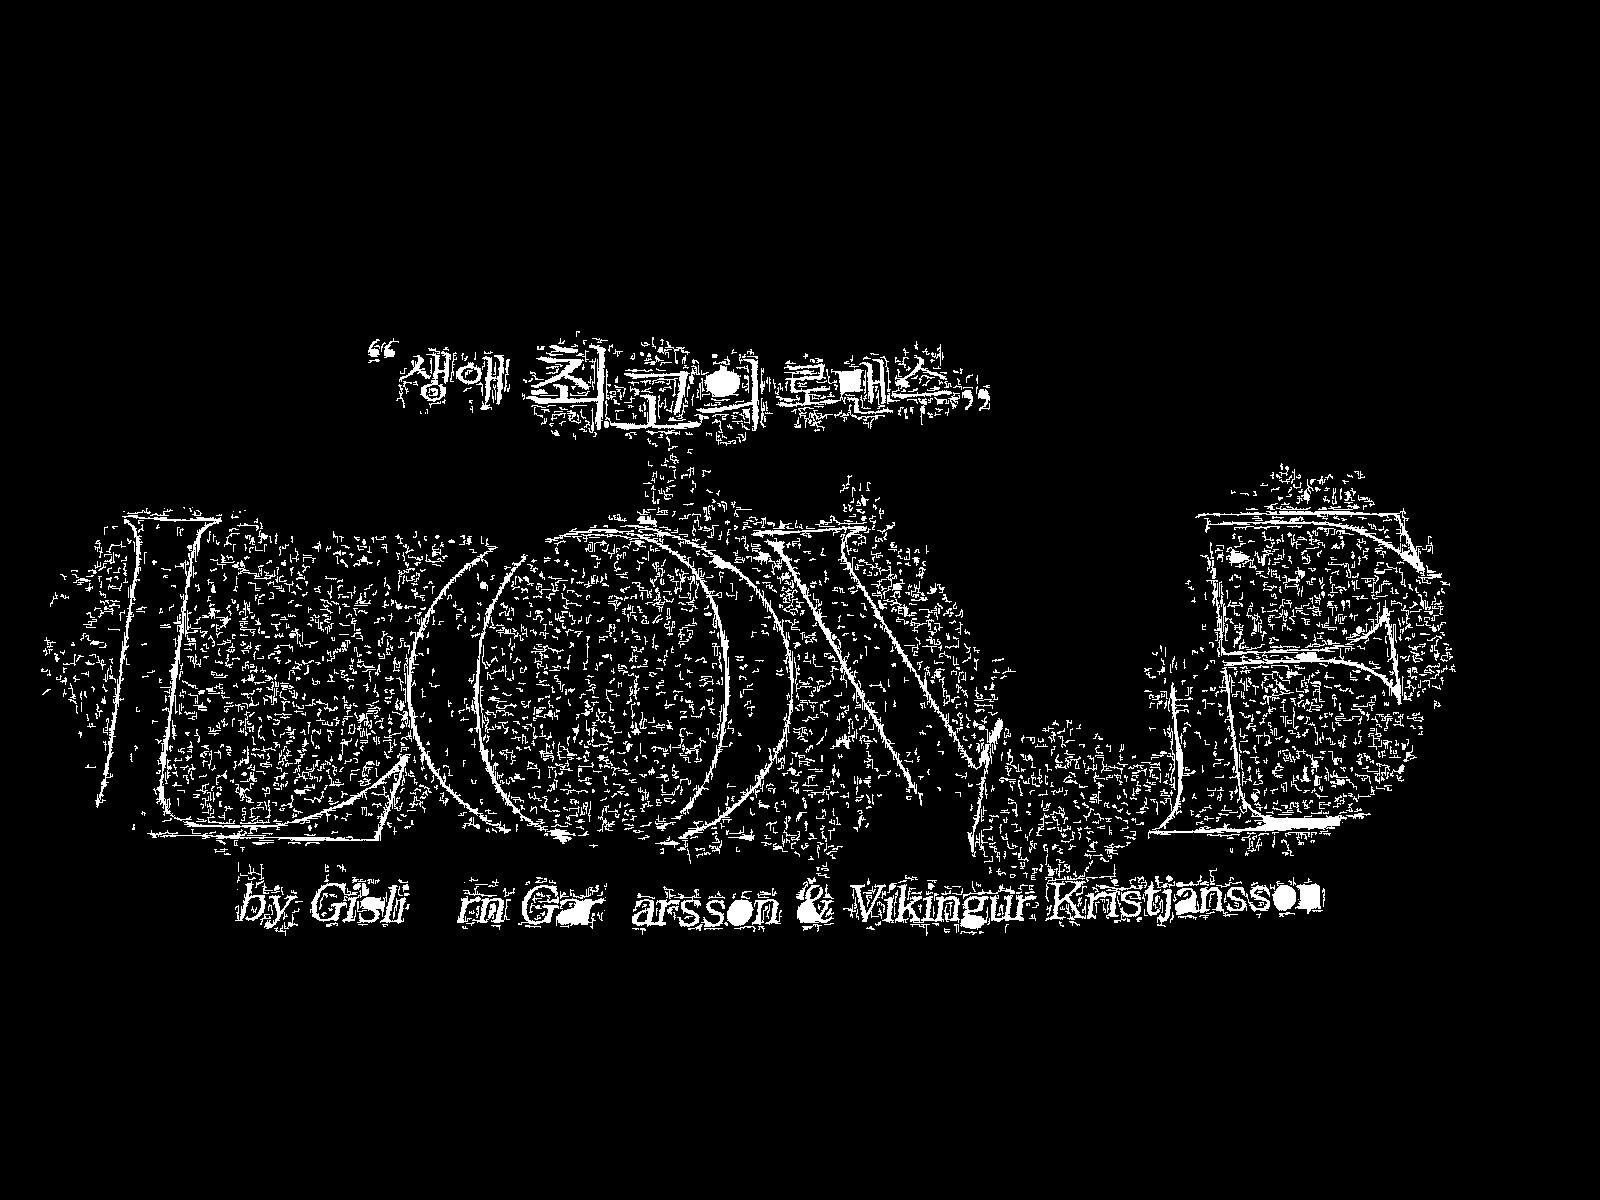 “생애 최고의 로맨스”
LOVE
by Gisli rn Gar arsson & Vikingur Kristjansson